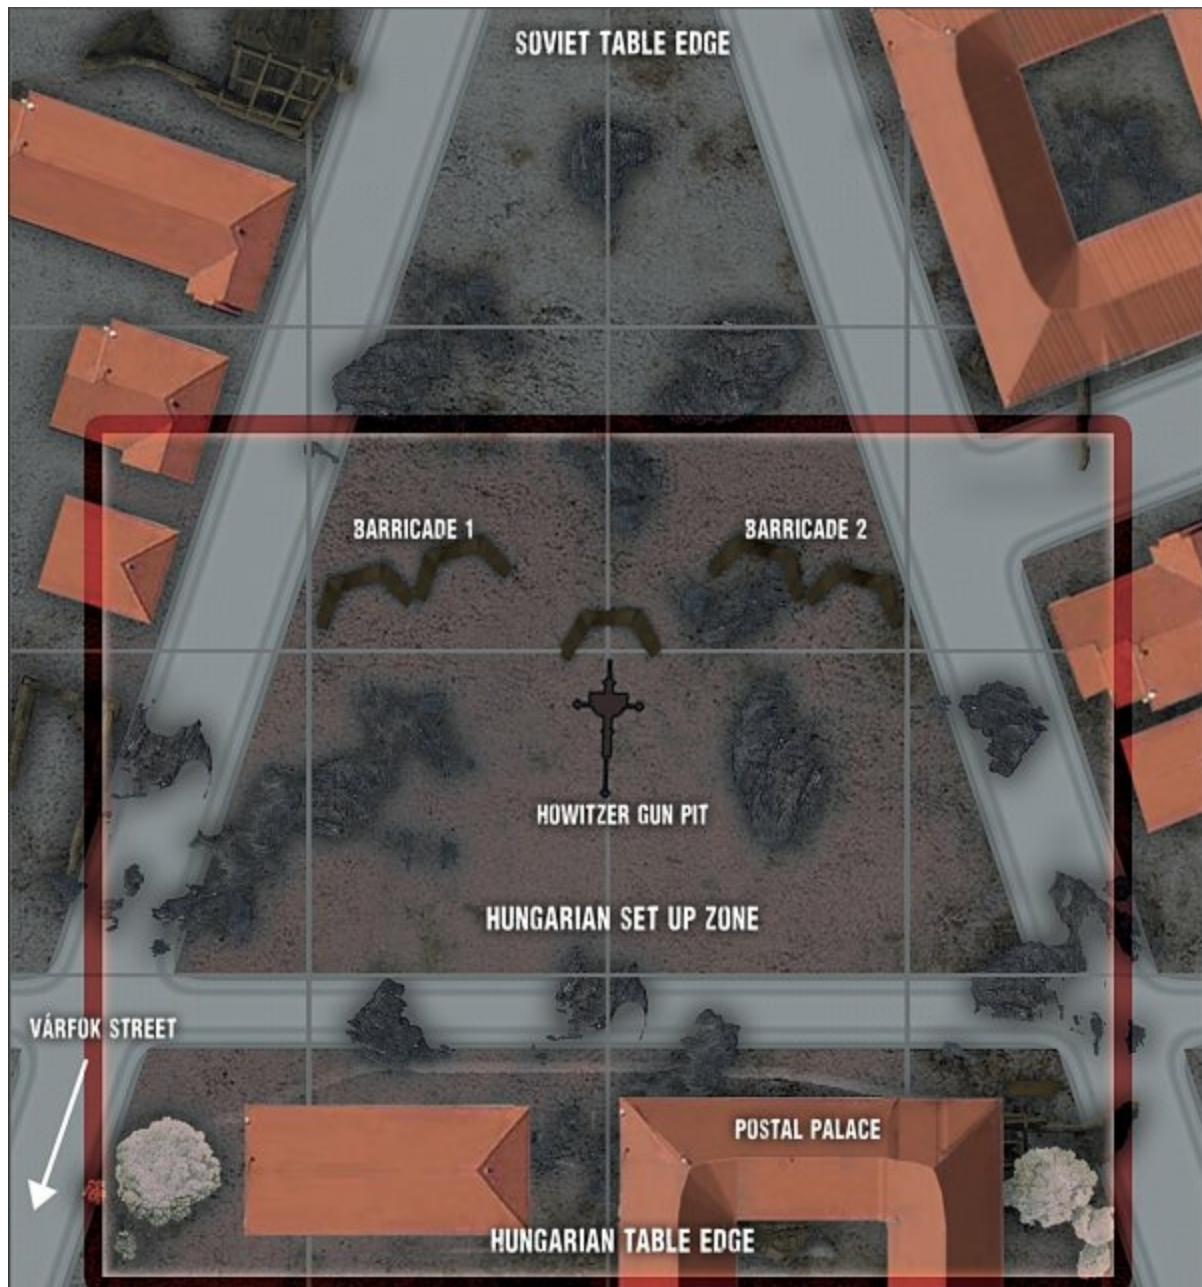 SOVIET TABLE EDGE
BARRICADE 1
BARRICADE 2
HOWITZER GUN PIT
HUNGARIAN SET UP ZONE
VÁRFOK STREET
POSTAL PALACE
HUNGARIAN TABLE EDGE